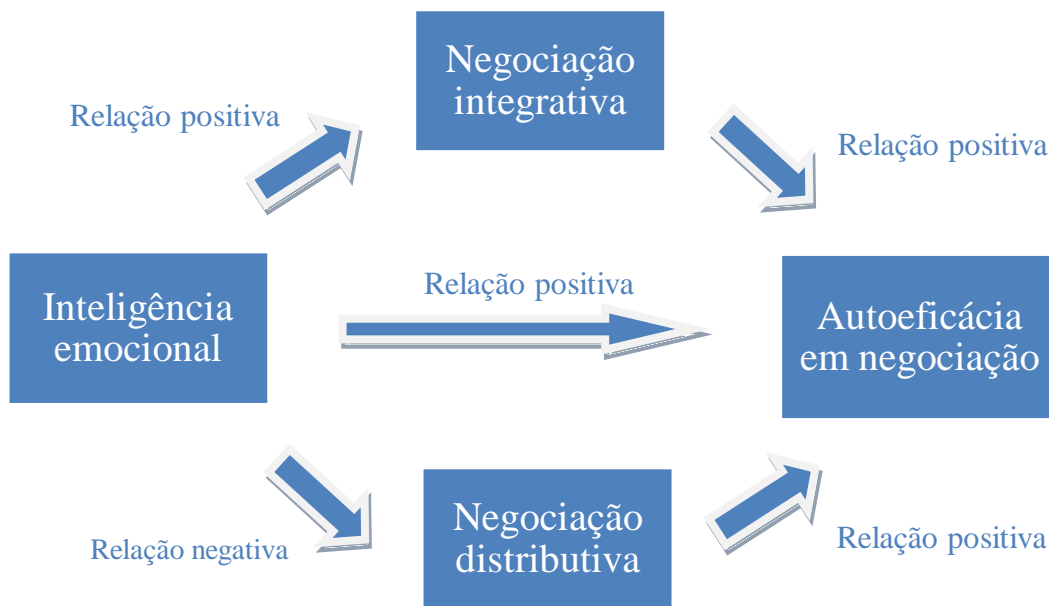 Negociação
integrativa
Relação positiva
Relação positiva
Inteligência
emocional
Relação positiva
Autoeficácia
em negociação
Negociação
distributiva
Relação negativa
Relação positiva